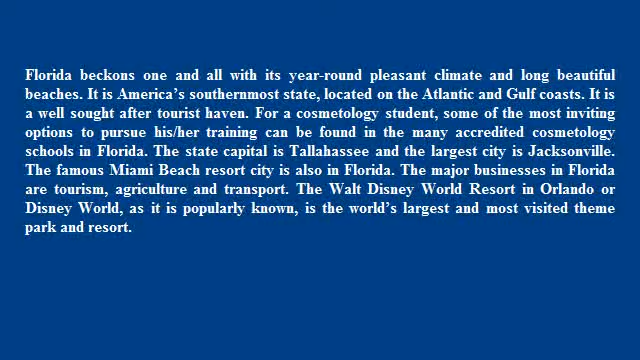 Florida beckons one and all with its year-round pleasant climate and long beautiful
beaches. It is America’s southernmost state, located on the Atlantic and Gulf coasts. It is
a well sought after tourist haven. For a cosmetology student, some of the most inviting
options to pursue his/her training can be found in the many accredited cosmetology
schools in Florida. The state capital is Tallahassee and the largest city is Jacksonville.
The famous Miami Beach resort city is also in Florida. The major businesses in Florida
are tourism, agriculture and transport. The Walt Disney World Resort in Orlando or
Disney World, as it is popularly known, is the world’s largest and most visited theme
park and resort.